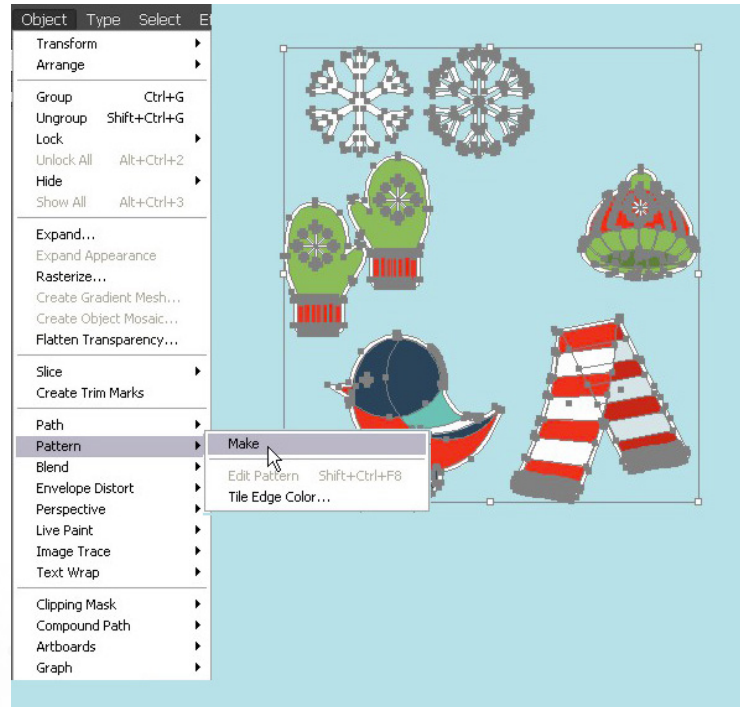 Object Type Select Ef
Transform
Arrange
Group Ctrl+G
Ungroup Shift+Ctrl+G
Lock
Unlock All Alt+Ctrl+2
Hide
Show All Alt+Ctrl+3
Expand...
Expand Appearance
Rasterize...
Create Gradient Mesh...
Create Object Mosaic...
Flatten Transparency...
Slice
Create Trim Marks
Path
Pattern
Make
Blend
Edit Pattern Shift+Ctrl+F8
Envelope Distort
Tile Edge Color...
Perspective
Live Paint
Image Trace
Text Wrap
Clipping Mask
Compound Path
Artboards
Graph